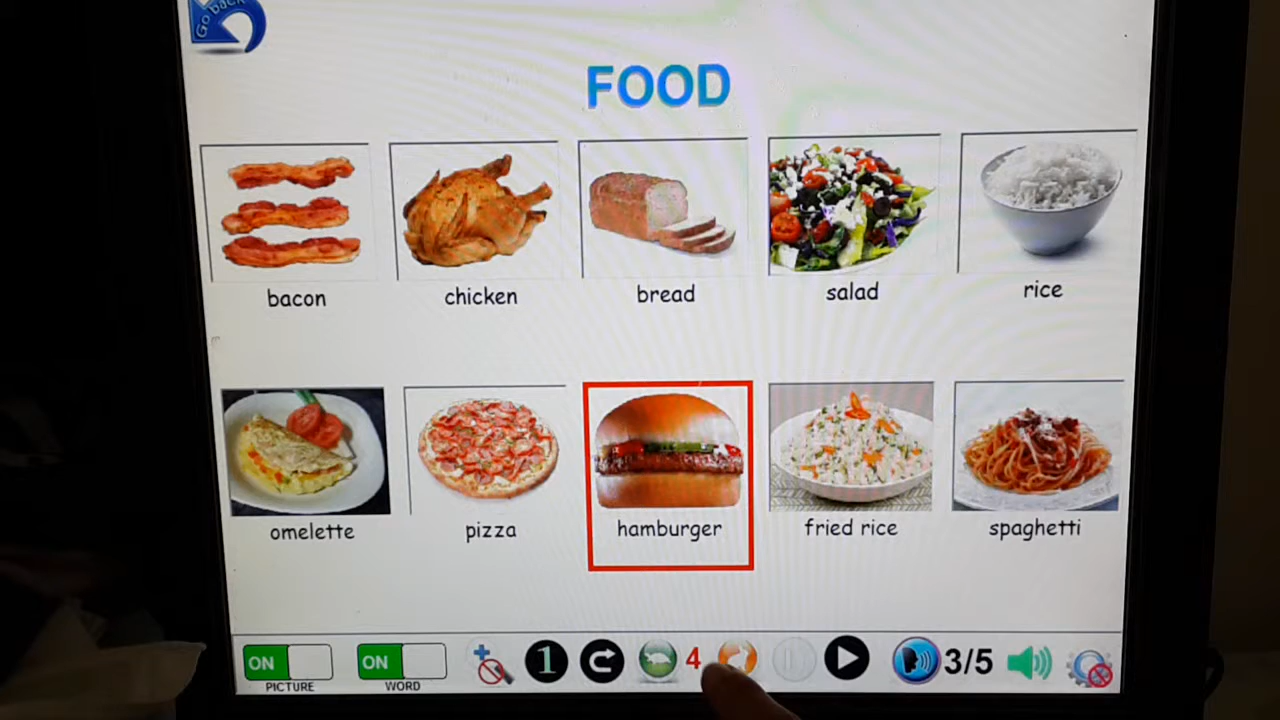 Go back
FOOD
bacon chicken bread salad rice
omelette pizza hamburger fried rice spaghetti
ON ON 1 4 3/5
PICTURE WORD